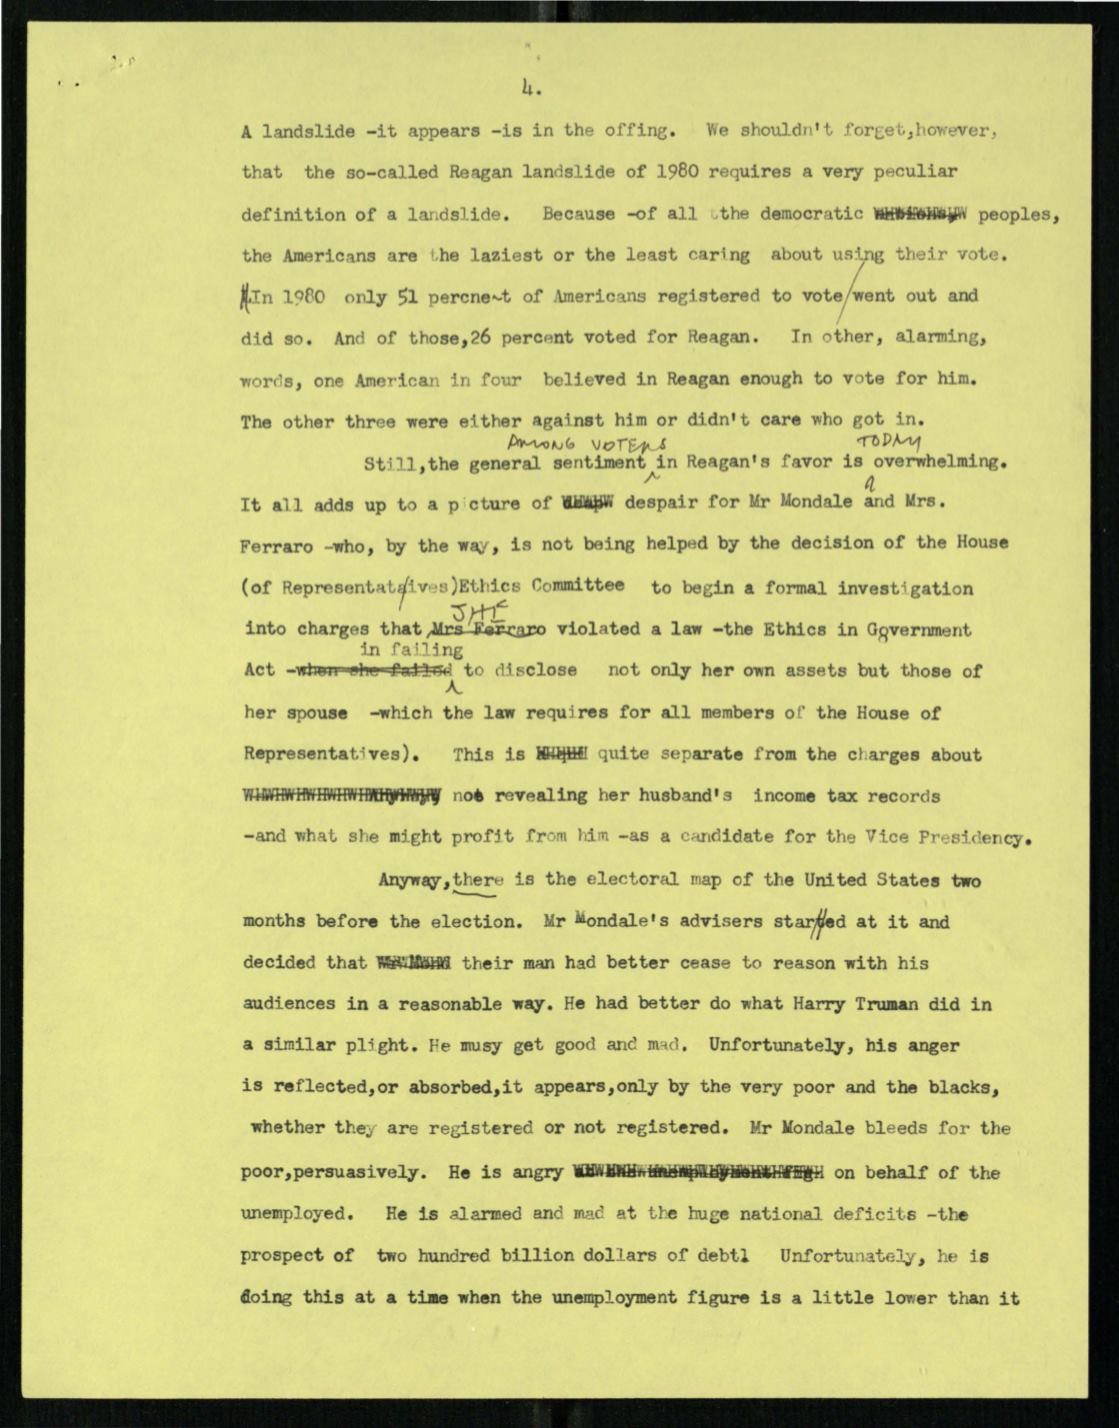 4.
A landslide -it appears -is in the offing. We shouldn't forget,however,
that the so-called Reagan landslide of 1980 requires a very peculiar
definition of a landslide. Because -of all the democratic peoples,
the Americans are the laziest or the least caring about using their vote.
In 1980 only 51 percne~t of Americans registered to vote/went out and
did so. And of those,26 percent voted for Reagan. In other, alarming,
words, one American in four believed in Reagan enough to vote for him.
The other three were either against him or didn't care who got in.
AMONG VOTERS TODAY
Still,the general sentiment in Reagan's favor is overwhelming.
It all adds up to a picture of despair for Mr Mondale and Mrs.
Ferraro -who, by the way, is not being helped by the decision of the House
(of Representat/ives)Ethics Committee to begin a formal investigation
SHE
into charges that Mrs Ferraro violated a law -the Ethics in Government
in failing
Act -when she failed to disclose not only her own assets but those of
her spouse -which the law requires for all members of the House of
Representatives). This is quite separate from the charges about
not revealing her husband's income tax records
-and what she might profit from him -as a candidate for the Vice Presidency.
Anyway,there is the electoral map of the United States two
months before the election. Mr Mondale's advisers stared at it and
decided that their man had better cease to reason with his
audiences in a reasonable way. He had better do what Harry Truman did in
a similar plight. He musy get good and mad. Unfortunately, his anger
is reflected,or absorbed,it appears,only by the very poor and the blacks,
whether they are registered or not registered. Mr Mondale bleeds for the
poor,persuasively. He is angry on behalf of the
unemployed. He is alarmed and mad at the huge national deficits -the
prospect of two hundred billion dollars of debt. Unfortunately, he is
doing this at a time when the unemployment figure is a little lower than it